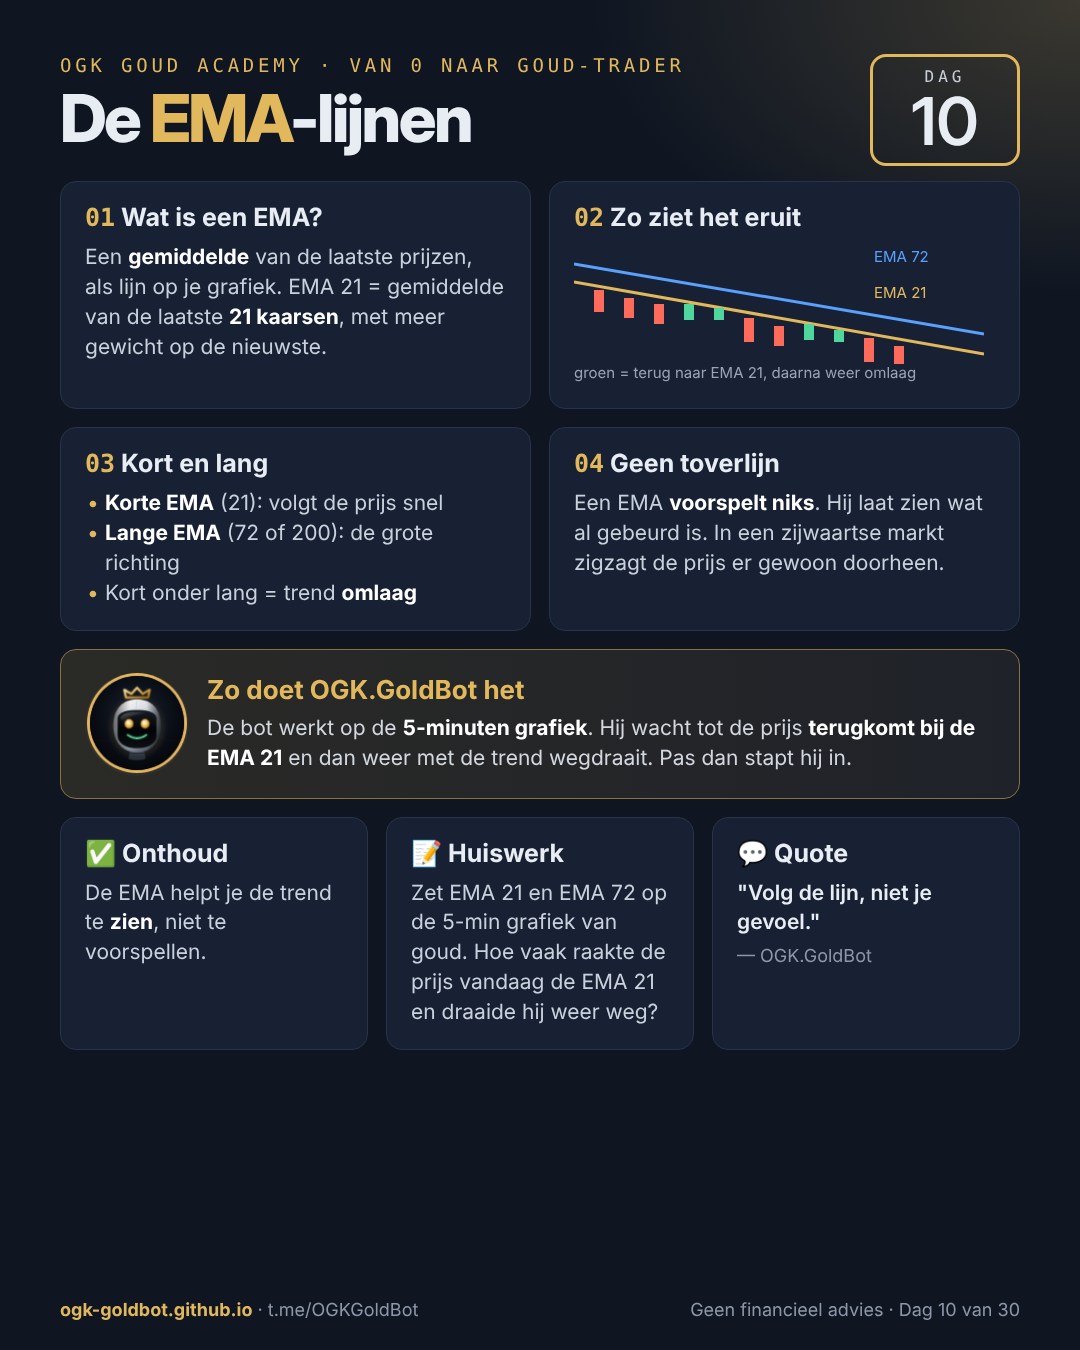 OGK GOUD ACADEMY · VAN 0 NAAR GOUD-TRADER
De EMA-lijnen
DAG
10
01 Wat is een EMA?
Een gemiddelde van de laatste prijzen,
als lijn op je grafiek. EMA 21 = gemiddelde
van de laatste 21 kaarsen, met meer
gewicht op de nieuwste.
02 Zo ziet het eruit
EMA 72
EMA 21
groen = terug naar EMA 21, daarna weer omlaag
03 Kort en lang
• Korte EMA (21): volgt de prijs snel
• Lange EMA (72 of 200): de grote
richting
• Kort onder lang = trend omlaag
04 Geen toverlijn
Een EMA voorspelt niks. Hij laat zien wat
al gebeurd is. In een zijwaartse markt
zigzagt de prijs er gewoon doorheen.
Zo doet OGK.GoldBot het
De bot werkt op de 5-minuten grafiek. Hij wacht tot de prijs terugkomt bij de
EMA 21 en dan weer met de trend wegdraait. Pas dan stapt hij in.
✅ Onthoud
De EMA helpt je de trend
te zien, niet te
voorspellen.
📝 Huiswerk
Zet EMA 21 en EMA 72 op
de 5-min grafiek van
goud. Hoe vaak raakte de
prijs vandaag de EMA 21
en draaide hij weer weg?
💬 Quote
"Volg de lijn, niet je
gevoel."
— OGK.GoldBot
ogk-goldbot.github.io · t.me/OGKGoldBot
Geen financieel advies · Dag 10 van 30